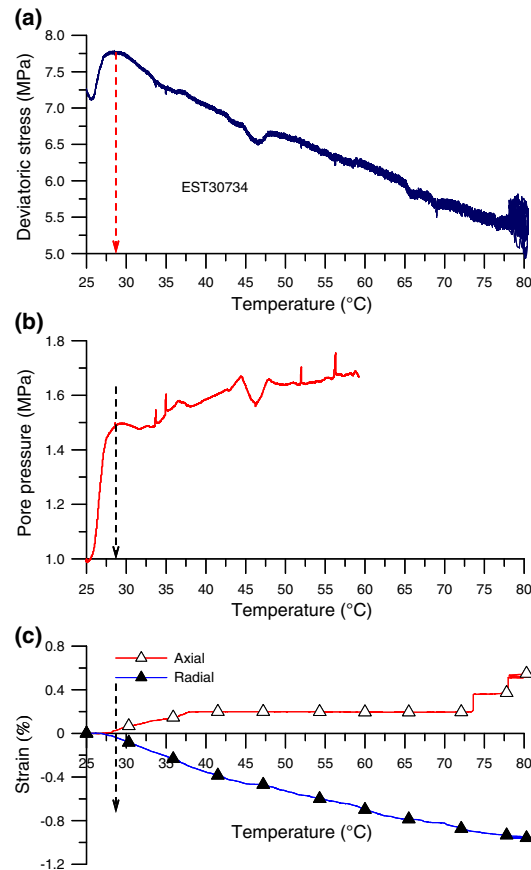 (a)
8.0
7.5
7.0
6.5
6.0
5.5
5.0
Deviatoric stress (MPa)
EST30734
25 30 35 40 45 50 55 60 65 70 75 80
Temperature (°C)
(b)
1.8
1.6
1.4
1.2
1.0
Pore pressure (MPa)
25 30 35 40 45 50 55 60 65 70 75 80
Temperature (°C)
(c)
0.8
0.4
0
-0.4
-0.8
-1.2
Strain (%)
Axial
Radial
25 30 35 40 45 50 55 60 65 70 75 80
Temperature (°C)